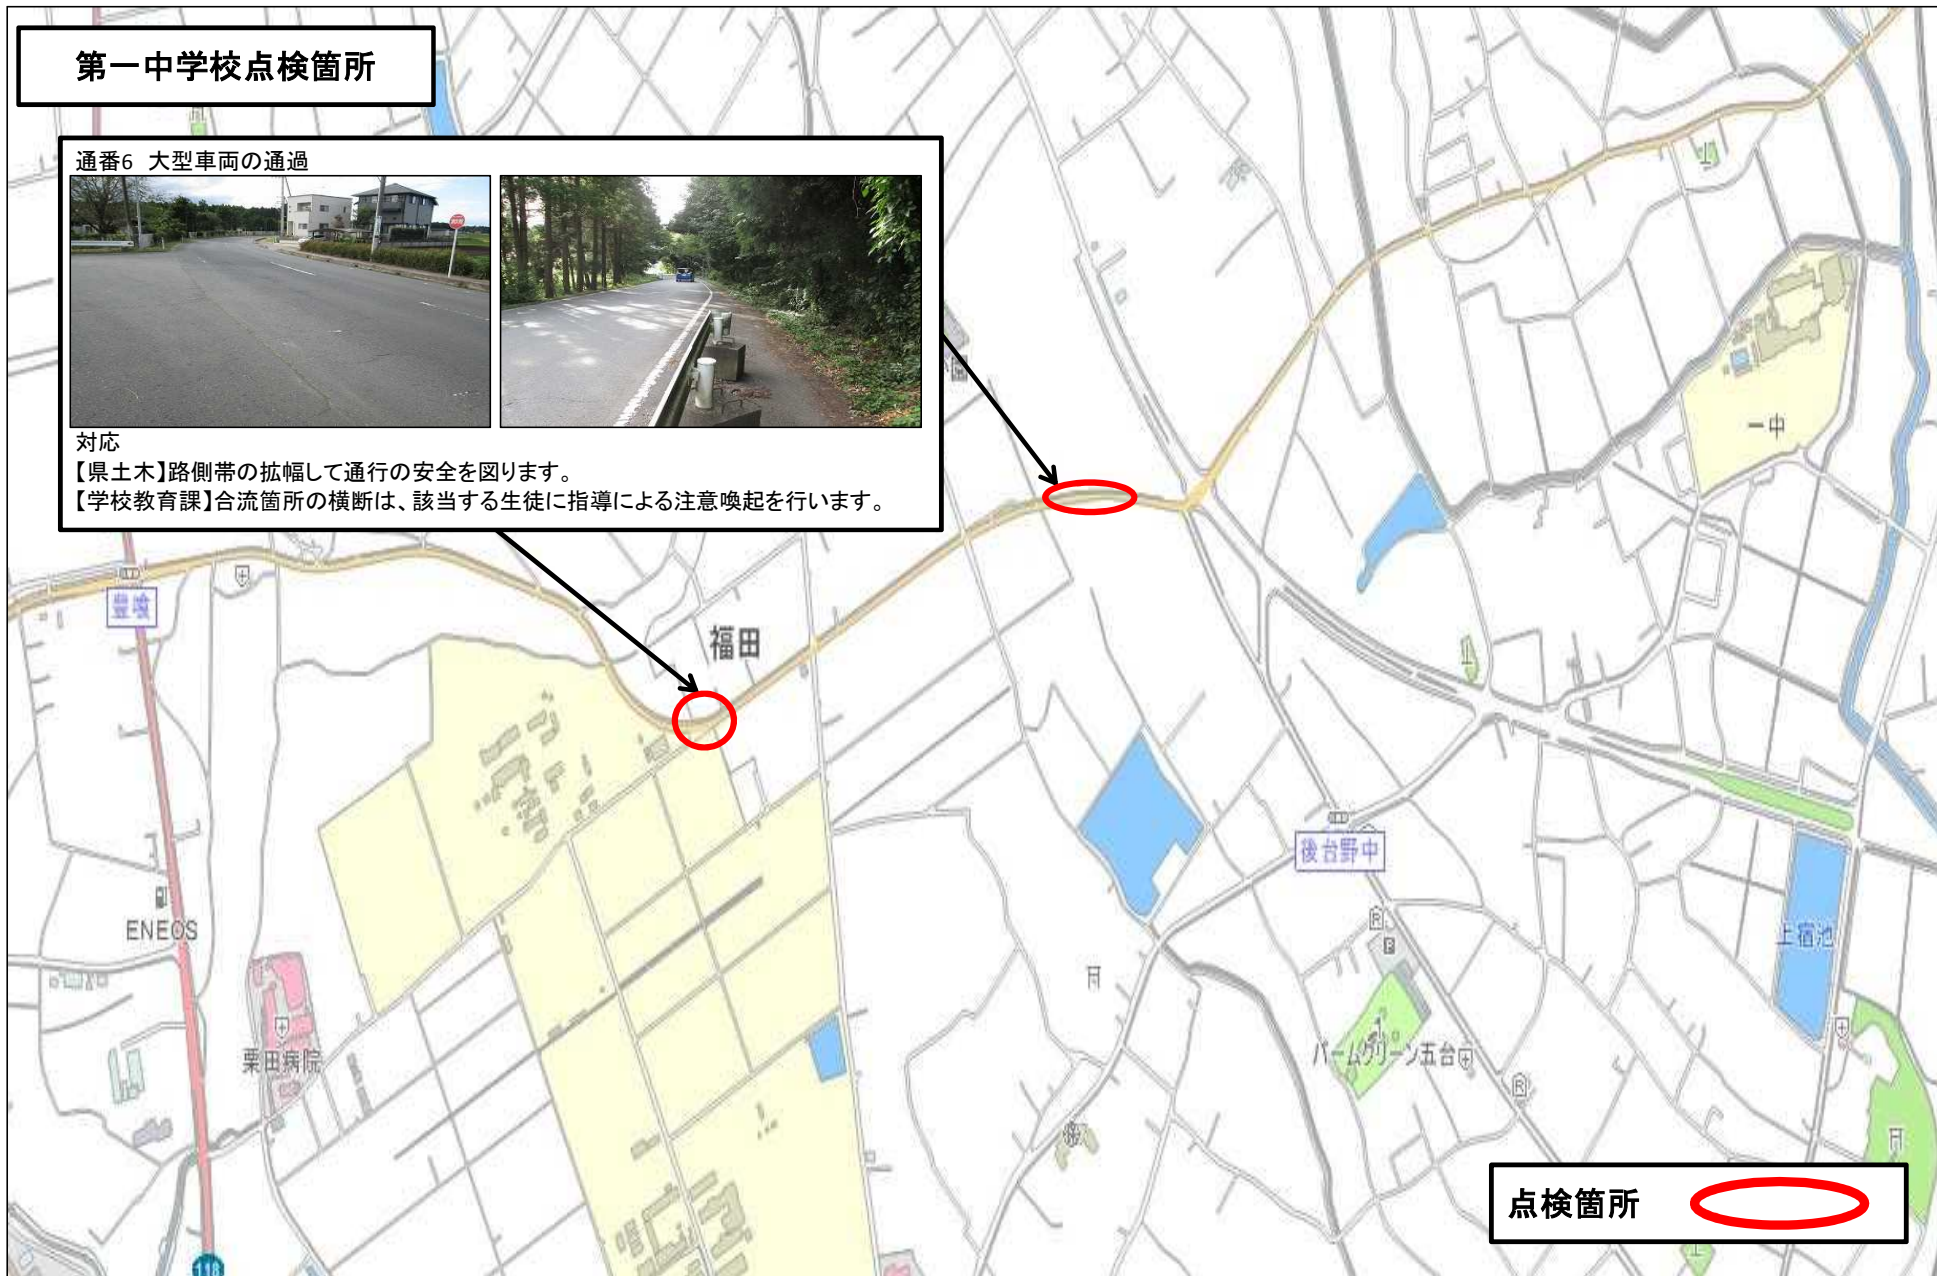 第一中学校点検箇所
通番6 大型車両の通過
対応
【県土木】路側帯の拡幅して通行の安全を図ります。
【学校教育課】合流箇所の横断は、該当する生徒に指導による注意喚起を行います。
一中
豊喰
福田
後台野中
ENEOS
上宿池
栗田病院
パームグリーン五台
点検箇所
118